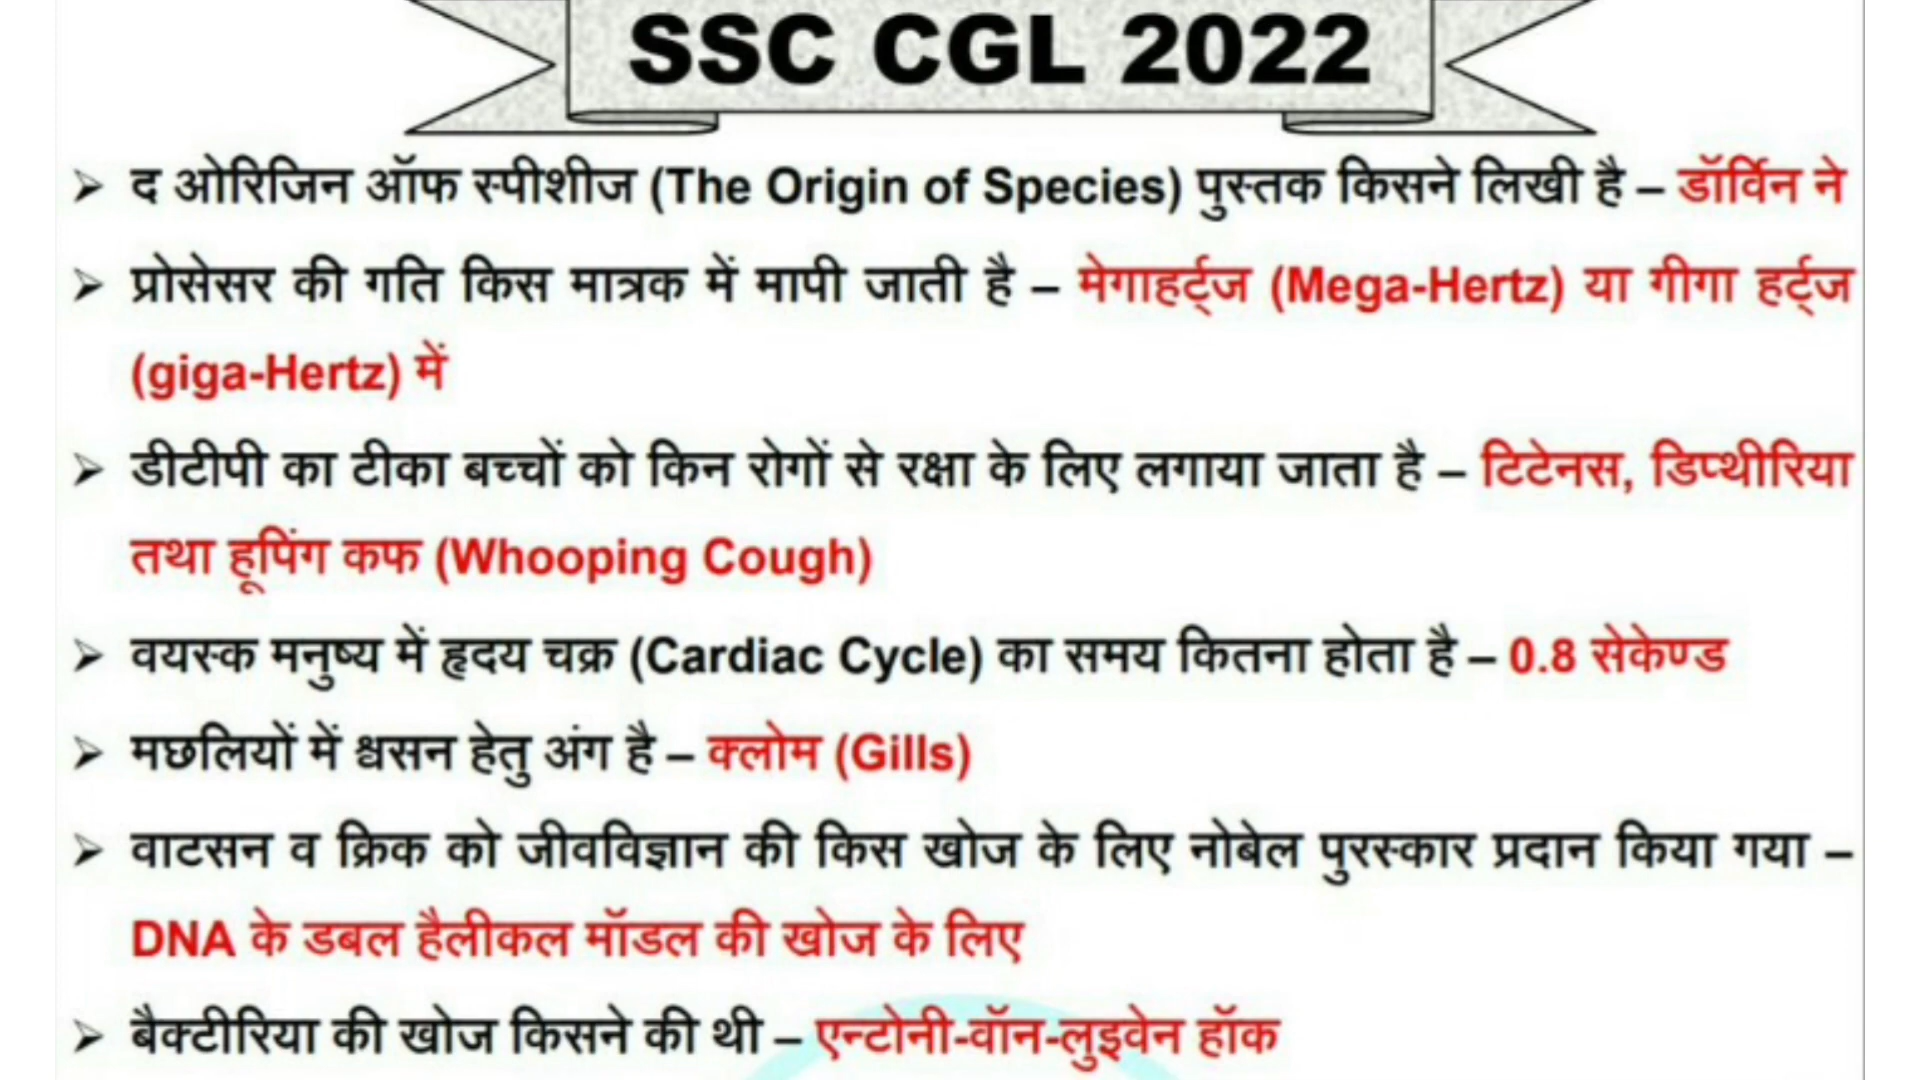 SSC CGL 2022
➢ द ओरिजिन ऑफ स्पीशीज (The Origin of Species) पुस्तक किसने लिखी है – डॉर्विन ने
➢ प्रोसेसर की गति किस मात्रक में मापी जाती है – मेगाहर्ट्ज (Mega-Hertz) या गीगा हर्ट्ज
(giga-Hertz) में
➢ डीटीपी का टीका बच्चों को किन रोगों से रक्षा के लिए लगाया जाता है – टिटेनस, डिप्थीरिया
तथा हूपिंग कफ (Whooping Cough)
➢ वयस्क मनुष्य में हृदय चक्र (Cardiac Cycle) का समय कितना होता है – 0.8 सेकेण्ड
➢ मछलियों में श्वसन हेतु अंग है – क्लोम (Gills)
➢ वाटसन व क्रिक को जीवविज्ञान की किस खोज के लिए नोबेल पुरस्कार प्रदान किया गया –
DNA के डबल हैलीकल मॉडल की खोज के लिए
➢ बैक्टीरिया की खोज किसने की थी – एन्टोनी-वॉन-लुइवेन हॉक